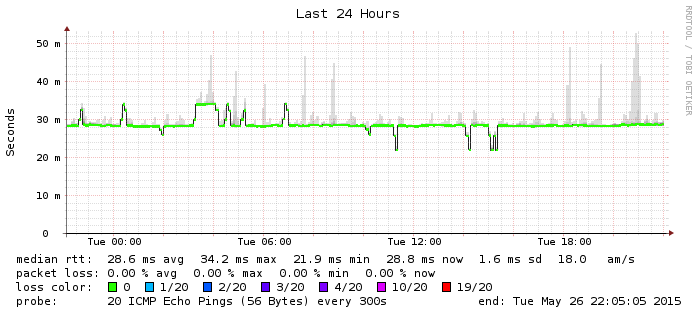 Last 24 Hours
RRDTOOL / TOBI OETIKER
Seconds
50 m
40 m
30 m
20 m
10 m
0
Tue 00:00 Tue 06:00 Tue 12:00 Tue 18:00
median rtt: 28.6 ms avg 34.2 ms max 21.9 ms min 28.8 ms now 1.6 ms sd 18.0 am/s
packet loss: 0.00 % avg 0.00 % max 0.00 % min 0.00 % now
loss color: 0 1/20 2/20 3/20 4/20 10/20 19/20
probe: 20 ICMP Echo Pings (56 Bytes) every 300s end: Tue May 26 22:05:05 2015